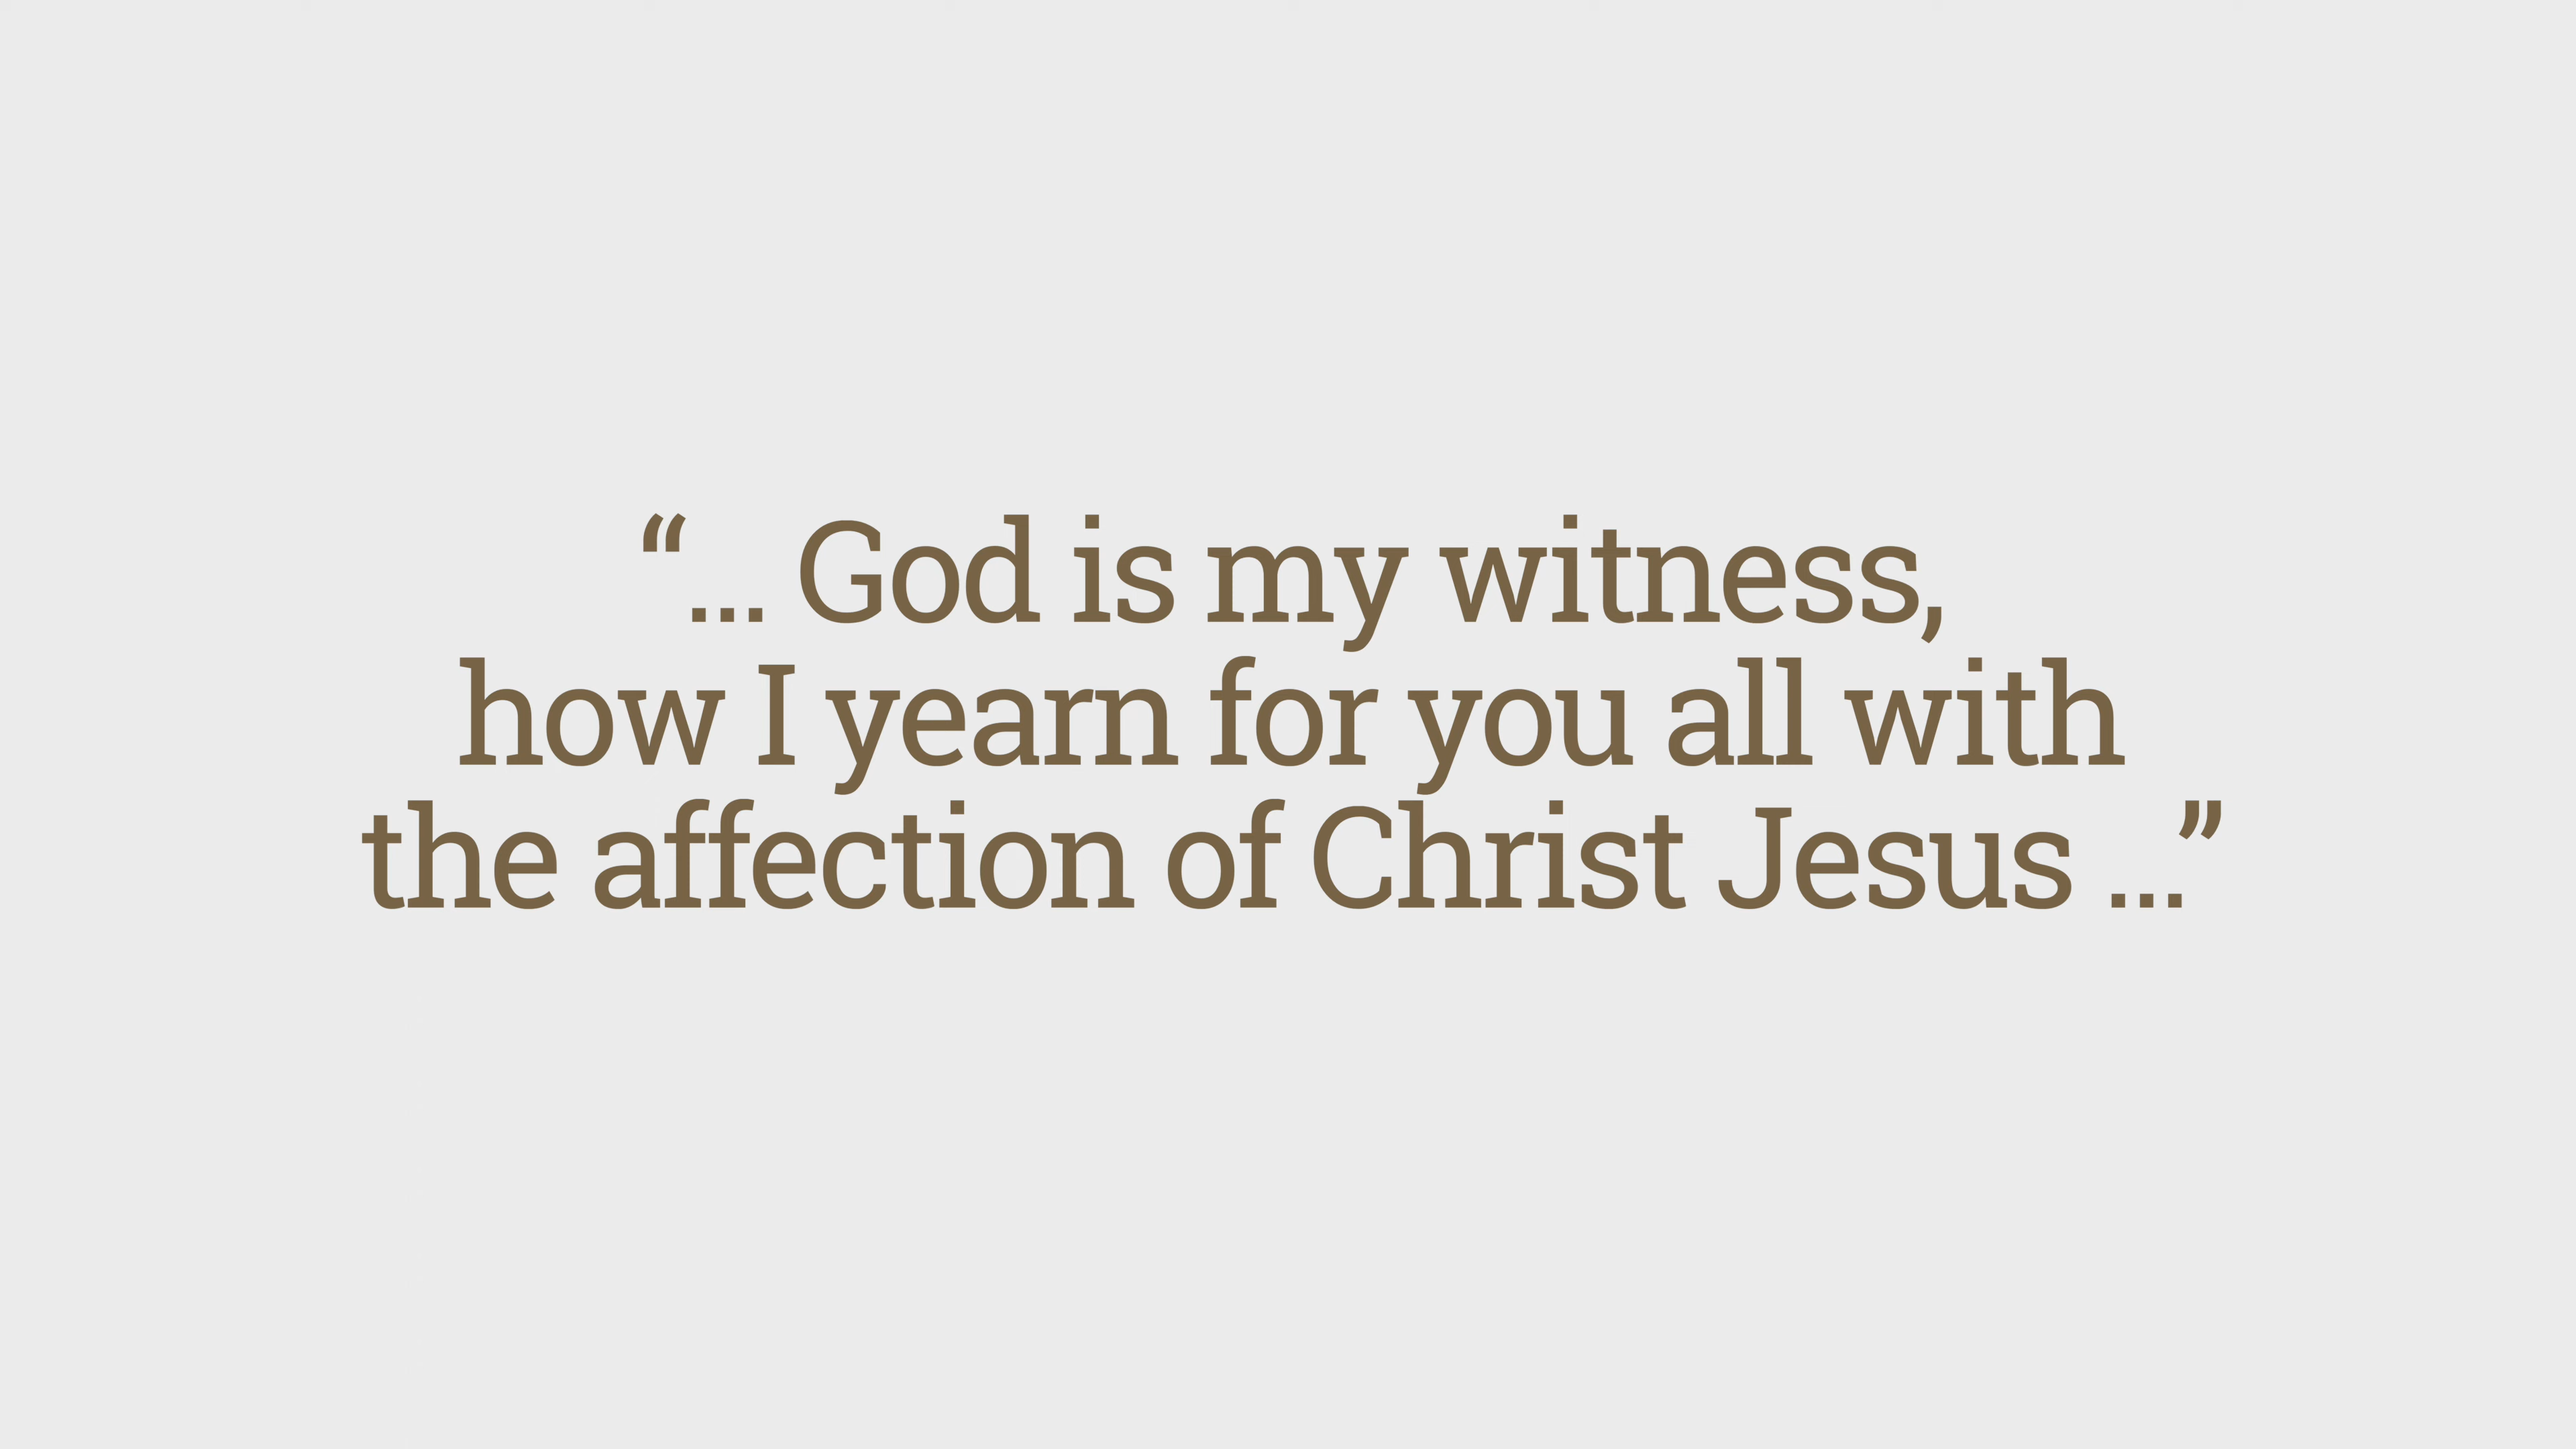 “... God is my witness,
how I yearn for you all with
the affection of Christ Jesus ...”